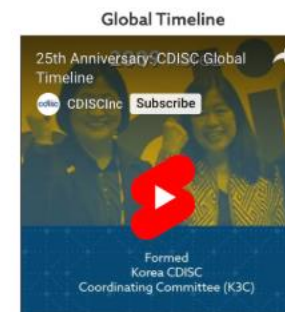 Global Timeline
25th Anniversary: CDISC Global
Timeline
cdisc
CDISCInc
Subscribe
Formed
Korea CDISC
Coordinating Committee (K3C)